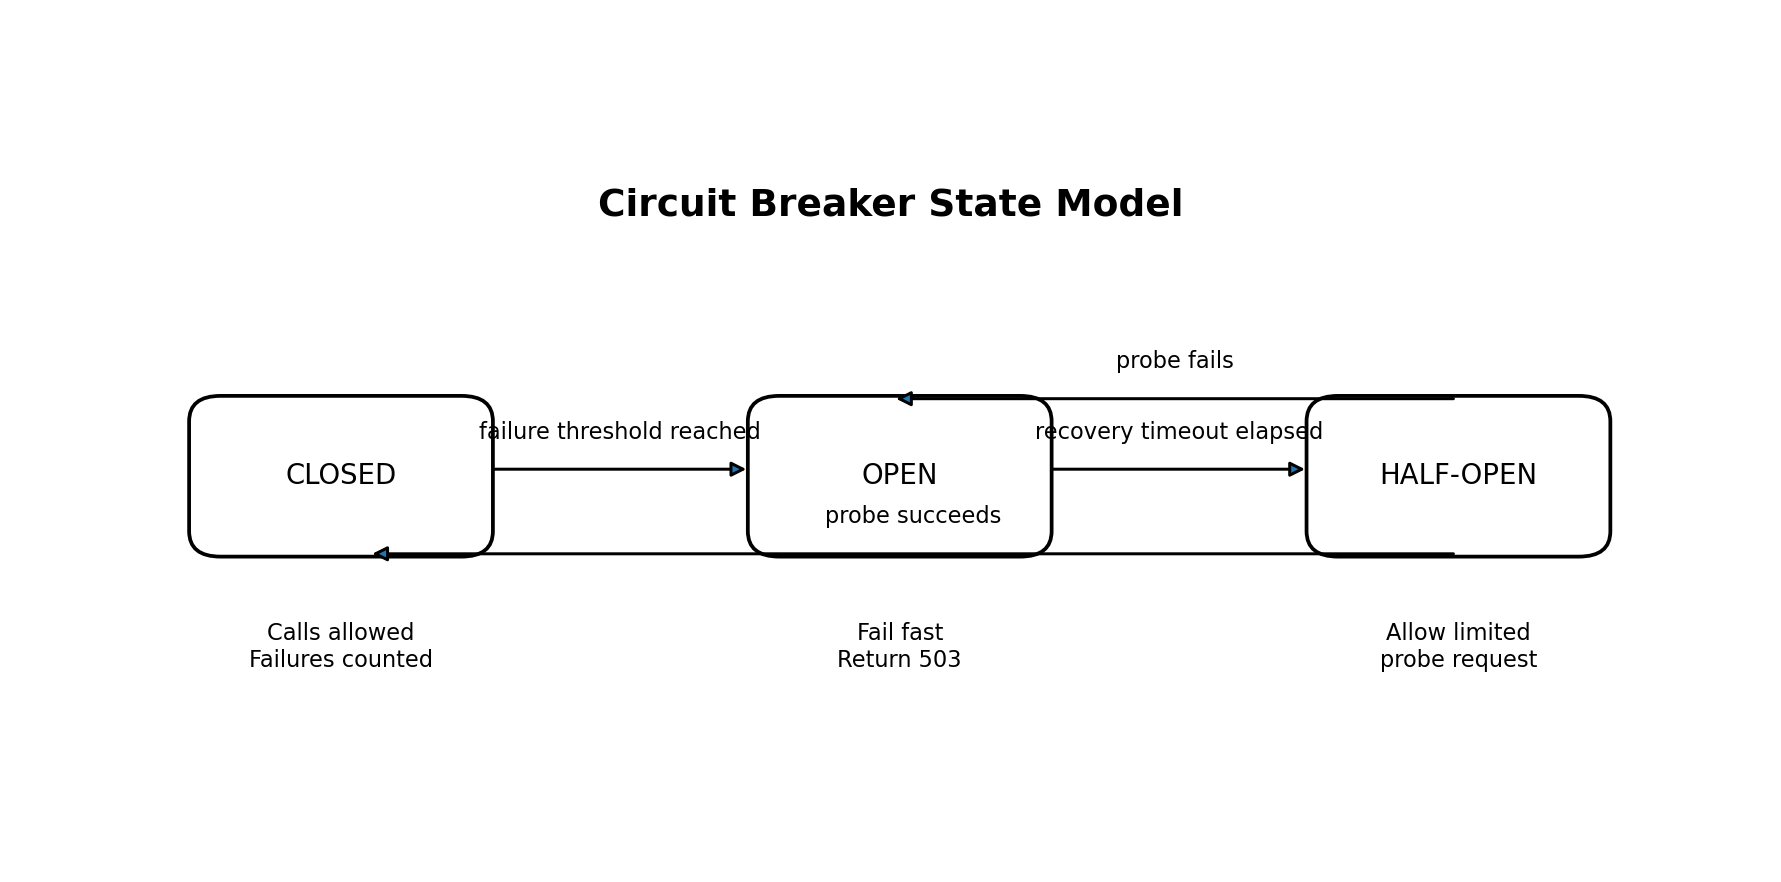 Circuit Breaker State Model
probe fails
failure threshold reached
recovery timeout elapsed
CLOSED
OPEN
HALF-OPEN
probe succeeds
Calls allowed
Failures counted
Fail fast
Return 503
Allow limited
probe request